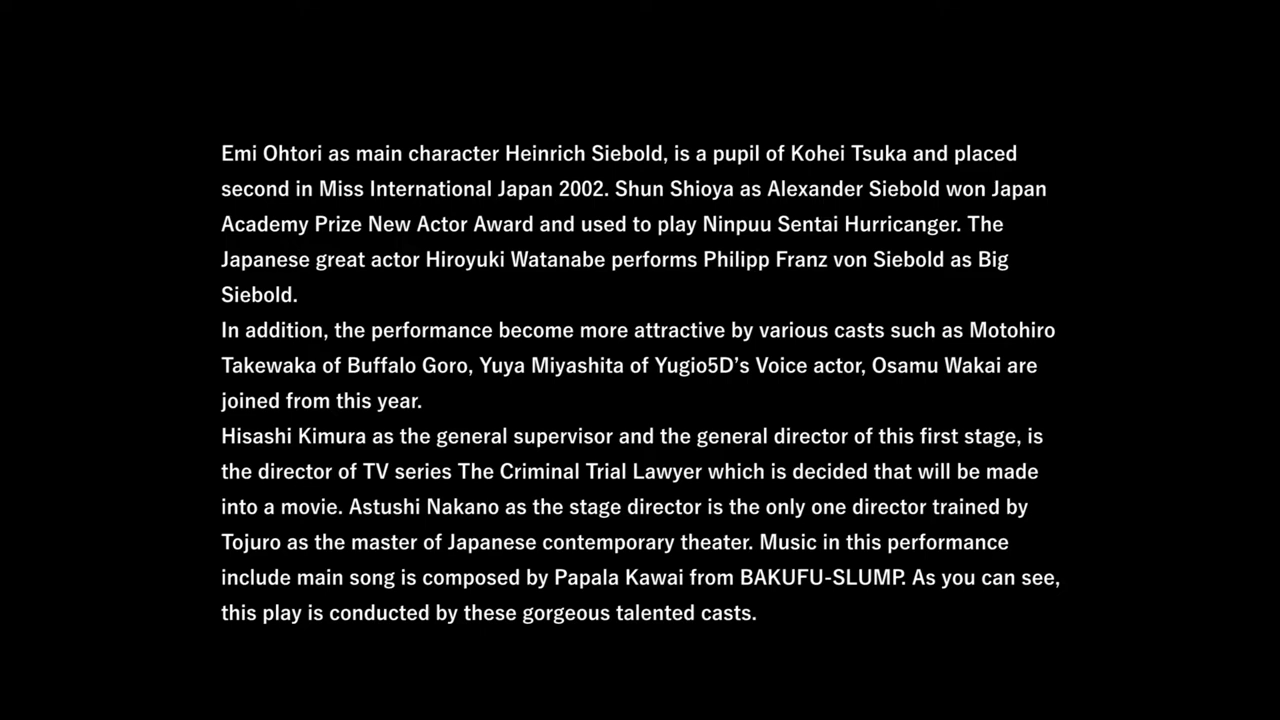 Emi Ohtori as main character Heinrich Siebold, is a pupil of Kohei Tsuka and placed
second in Miss International Japan 2002. Shun Shioya as Alexander Siebold won Japan
Academy Prize New Actor Award and used to play Ninpuu Sentai Hurricanger. The
Japanese great actor Hiroyuki Watanabe performs Philipp Franz von Siebold as Big
Siebold.
In addition, the performance become more attractive by various casts such as Motohiro
Takewaka of Buffalo Goro, Yuya Miyashita of Yugio5D’s Voice actor, Osamu Wakai are
joined from this year.
Hisashi Kimura as the general supervisor and the general director of this first stage, is
the director of TV series The Criminal Trial Lawyer which is decided that will be made
into a movie. Astushi Nakano as the stage director is the only one director trained by
Tojuro as the master of Japanese contemporary theater. Music in this performance
include main song is composed by Papala Kawai from BAKUFU-SLUMP. As you can see,
this play is conducted by these gorgeous talented casts.